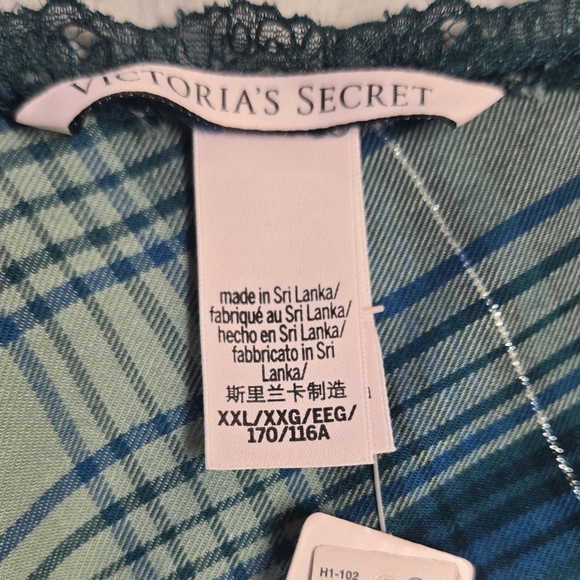 VICTORIA'S SECRET
made in Sri Lanka/
fabriqué au Sri Lanka/
hecho en Sri Lanka/
fabbricato in Sri
Lanka/
斯里兰卡制造
XXL/XXG/EEG/
170/116A
H1-102